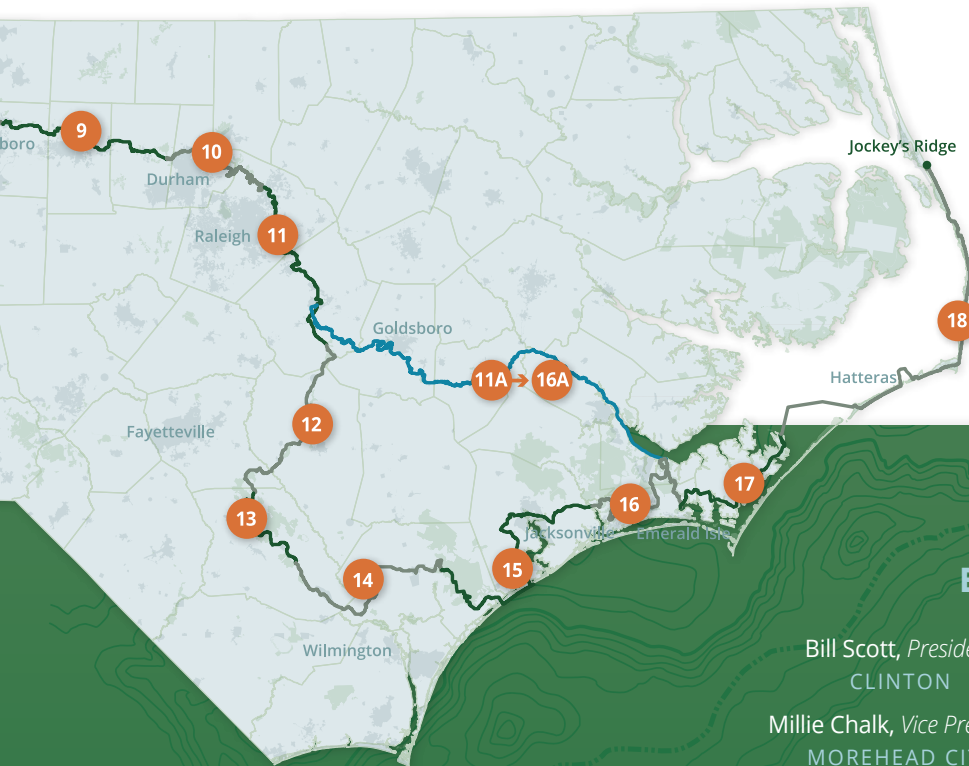 9
boro
10
Durham
Jockey's Ridge
Raleigh
11
18
Goldsboro
11A
16A
Hatteras
12
Fayetteville
17
16
13
Jacksonville
Emerald Isle
15
14
E
Bill Scott, Preside
Wilmington
CLINTON
Millie Chalk, Vice Pre
MOREHEAD CI